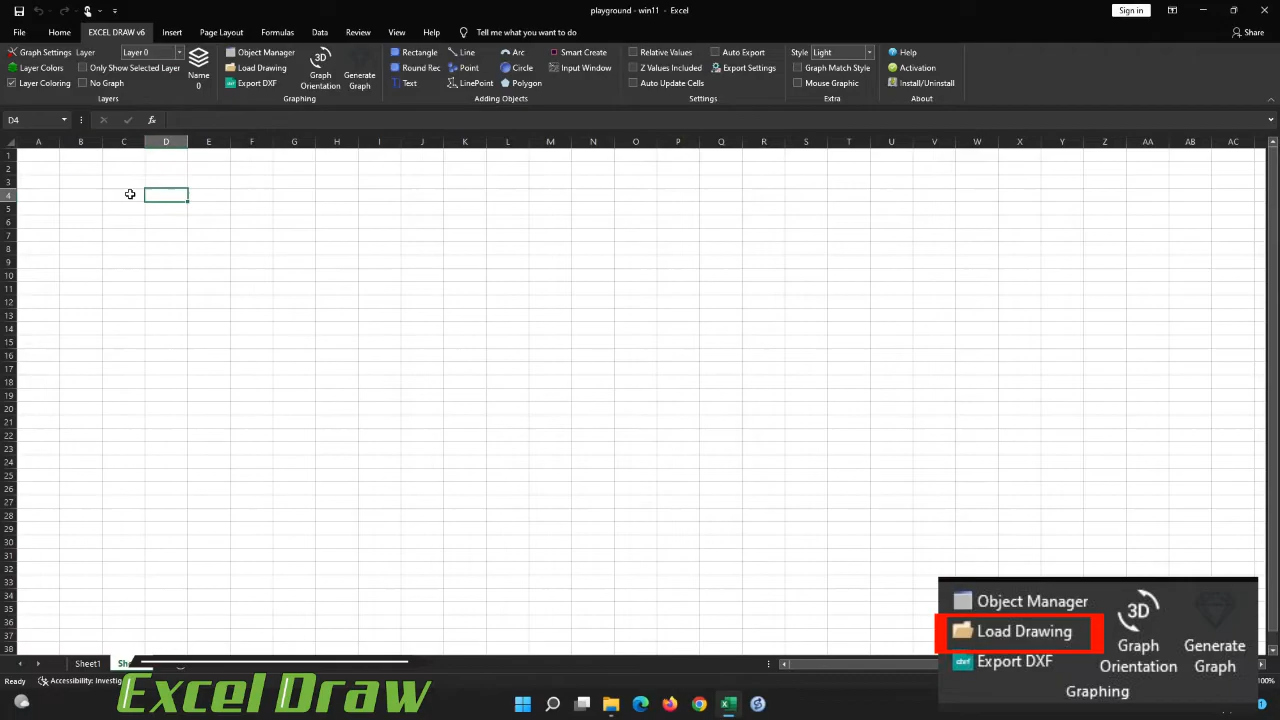 playground - win11 - Excel
Sign in
File Home EXCEL DRAW v6 Insert Page Layout Formulas Data Review View Help Tell me what you want to do Share
Graph Settings Layer Layer 0
Layer Colors Only Show Selected Layer
Layer Coloring No Graph
Name 0
Layers
Object Manager
Load Drawing
Export DXF
Graph Orientation
Generate Graph
Graphing
Rectangle Line Arc Smart Create
Round Rec Point Circle Input Window
Text LinePoint Polygon
Adding Objects
Relative Values Auto Export
Z Values Included Export Settings
Auto Update Cells
Settings
Style Light
Graph Match Style
Mouse Graphic
Extra
Help
Activation
Install/Uninstall
About
D4 fx
A B C D E F G H I J K L M N O P Q R S T U V W X Y Z AA AB AC
1
2
3
4
5
6
7
8
9
10
11
12
13
14
15
16
17
18
19
20
21
22
23
24
25
26
27
28
29
30
31
32
33
34
35
36
37
38
Object Manager
Load Drawing
Export DXF
3D
Graph Orientation
Generate Graph
Graphing
Sheet1
Ready
100%
Excel Draw